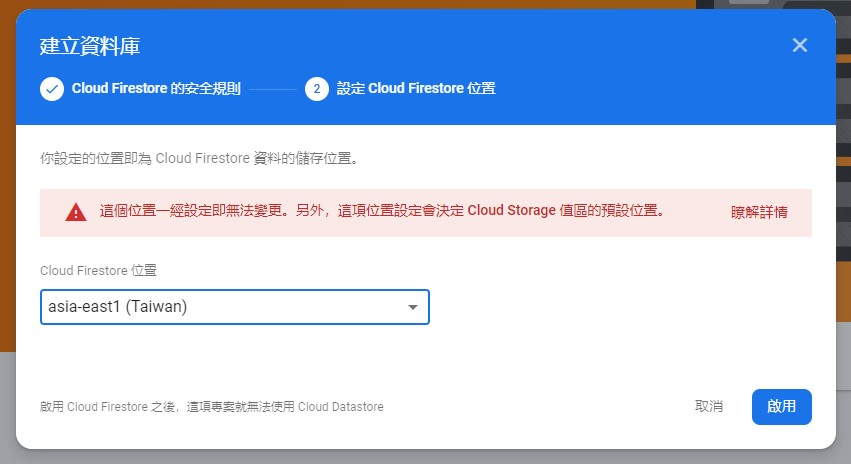 建立資料庫
Cloud Firestore 的安全規則
2 設定 Cloud Firestore 位置
你設定的位置即為 Cloud Firestore 資料的儲存位置。
這個位置一經設定即無法變更。另外，這項位置設定會決定 Cloud Storage 值區的預設位置。 瞭解詳情
Cloud Firestore 位置
asia-east1 (Taiwan)
啟用 Cloud Firestore 之後，這項專案就無法使用 Cloud Datastore 取消 啟用